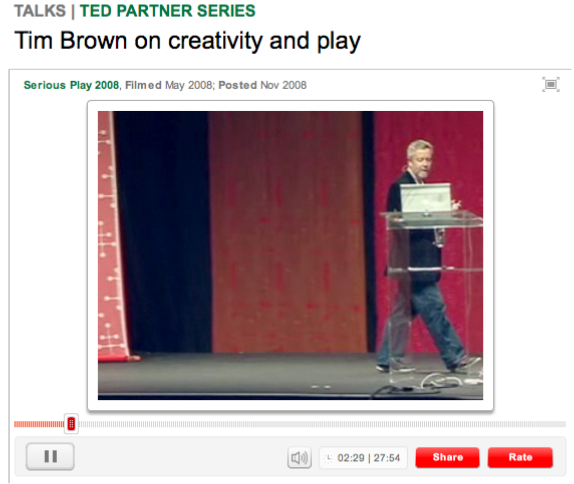 TALKS | TED PARTNER SERIES
Tim Brown on creativity and play
Serious Play 2008, Filmed May 2008; Posted Nov 2008
02:29 | 27:54 Share Rate